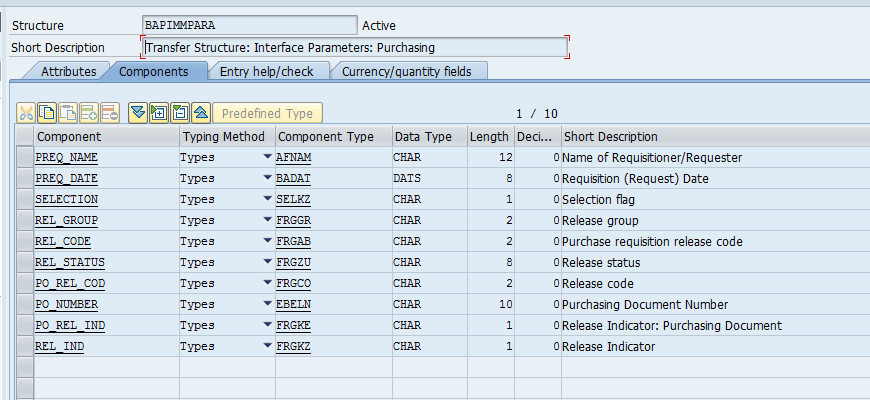 Structure BAPIMMPARA Active
Short Description Transfer Structure: Interface Parameters: Purchasing
Attributes Components Entry help/check Currency/quantity fields
Predefined Type 1 / 10
Component Typing Method Component Type Data Type Length Deci... Short Description
PREQ_NAME Types AFNAM CHAR 12 0 Name of Requisitioner/Requester
PREQ_DATE Types BADAT DATS 8 0 Requisition (Request) Date
SELECTION Types SELKZ CHAR 1 0 Selection flag
REL_GROUP Types FRGGR CHAR 2 0 Release group
REL_CODE Types FRGAB CHAR 2 0 Purchase requisition release code
REL_STATUS Types FRGZU CHAR 8 0 Release status
PO_REL_COD Types FRGCO CHAR 2 0 Release code
PO_NUMBER Types EBELN CHAR 10 0 Purchasing Document Number
PO_REL_IND Types FRGKE CHAR 1 0 Release Indicator: Purchasing Document
REL_IND Types FRGKZ CHAR 1 0 Release Indicator